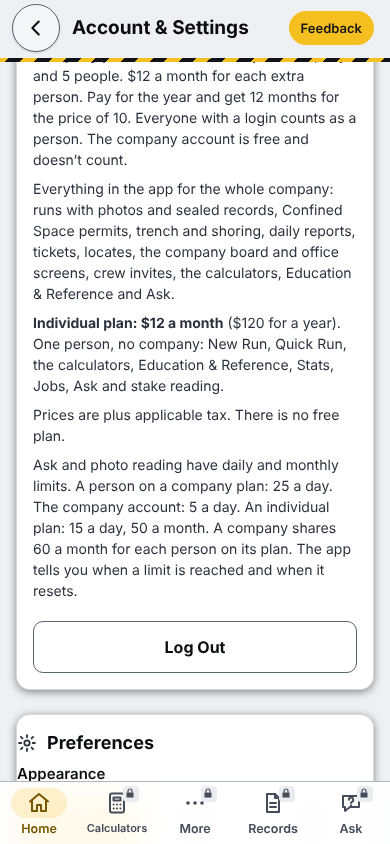 Account & Settings
Feedback
and 5 people. $12 a month for each extra
person. Pay for the year and get 12 months for
the price of 10. Everyone with a login counts as a
person. The company account is free and
doesn’t count.
Everything in the app for the whole company:
runs with photos and sealed records, Confined
Space permits, trench and shoring, daily reports,
tickets, locates, the company board and office
screens, crew invites, the calculators, Education
& Reference and Ask.
Individual plan: $12 a month ($120 for a year).
One person, no company: New Run, Quick Run,
the calculators, Education & Reference, Stats,
Jobs, Ask and stake reading.
Prices are plus applicable tax. There is no free
plan.
Ask and photo reading have daily and monthly
limits. A person on a company plan: 25 a day.
The company account: 5 a day. An individual
plan: 15 a day, 50 a month. A company shares
60 a month for each person on its plan. The app
tells you when a limit is reached and when it
resets.
Log Out
Preferences
Appearance
Home
Calculators
More
Records
Ask